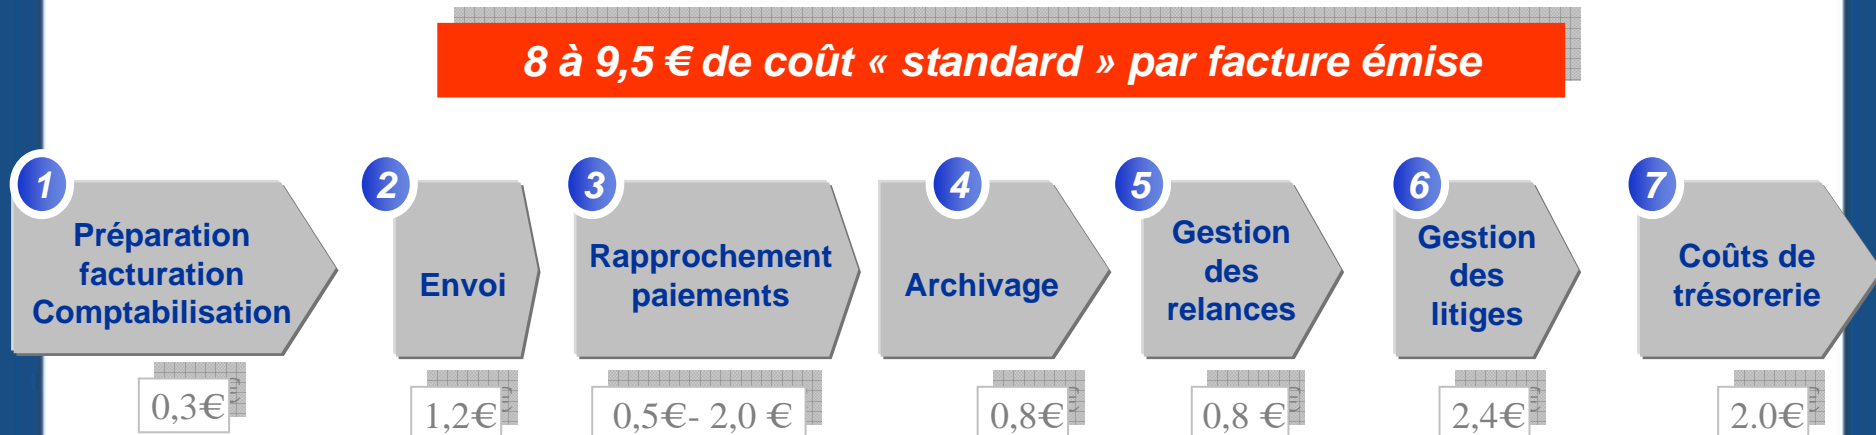 8 à 9,5 € de coût « standard » par facture émise
1
Préparation
facturation
Comptabilisation
0,3€
2
Envoi
1,2€
3
Rapprochement
paiements
0,5€- 2,0 €
4
Archivage
0,8€
5
Gestion
des
relances
0,8 €
6
Gestion
des
litiges
2,4€
7
Coûts de
trésorerie
2.0€